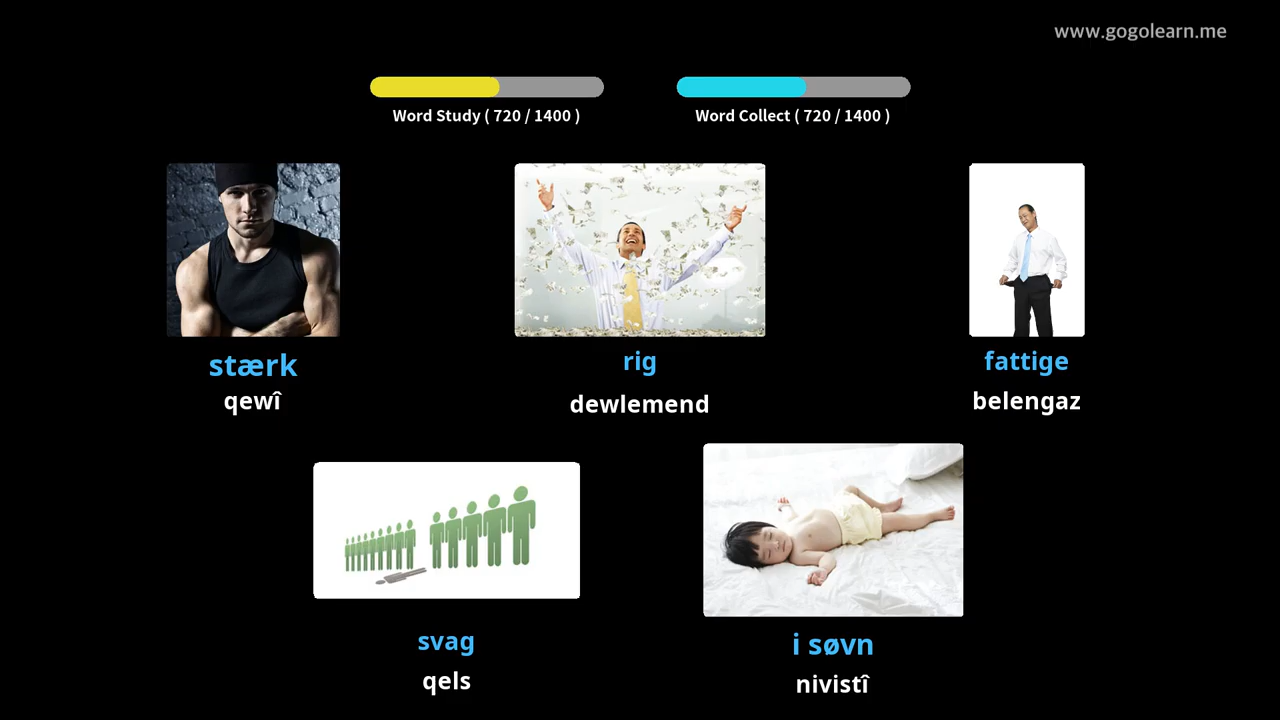 www.gogolearn.me
Word Study ( 720 / 1400 )
Word Collect ( 720 / 1400 )
stærk
qewî
rig
dewlemend
fattige
belengaz
svag
qels
i søvn
nivistî